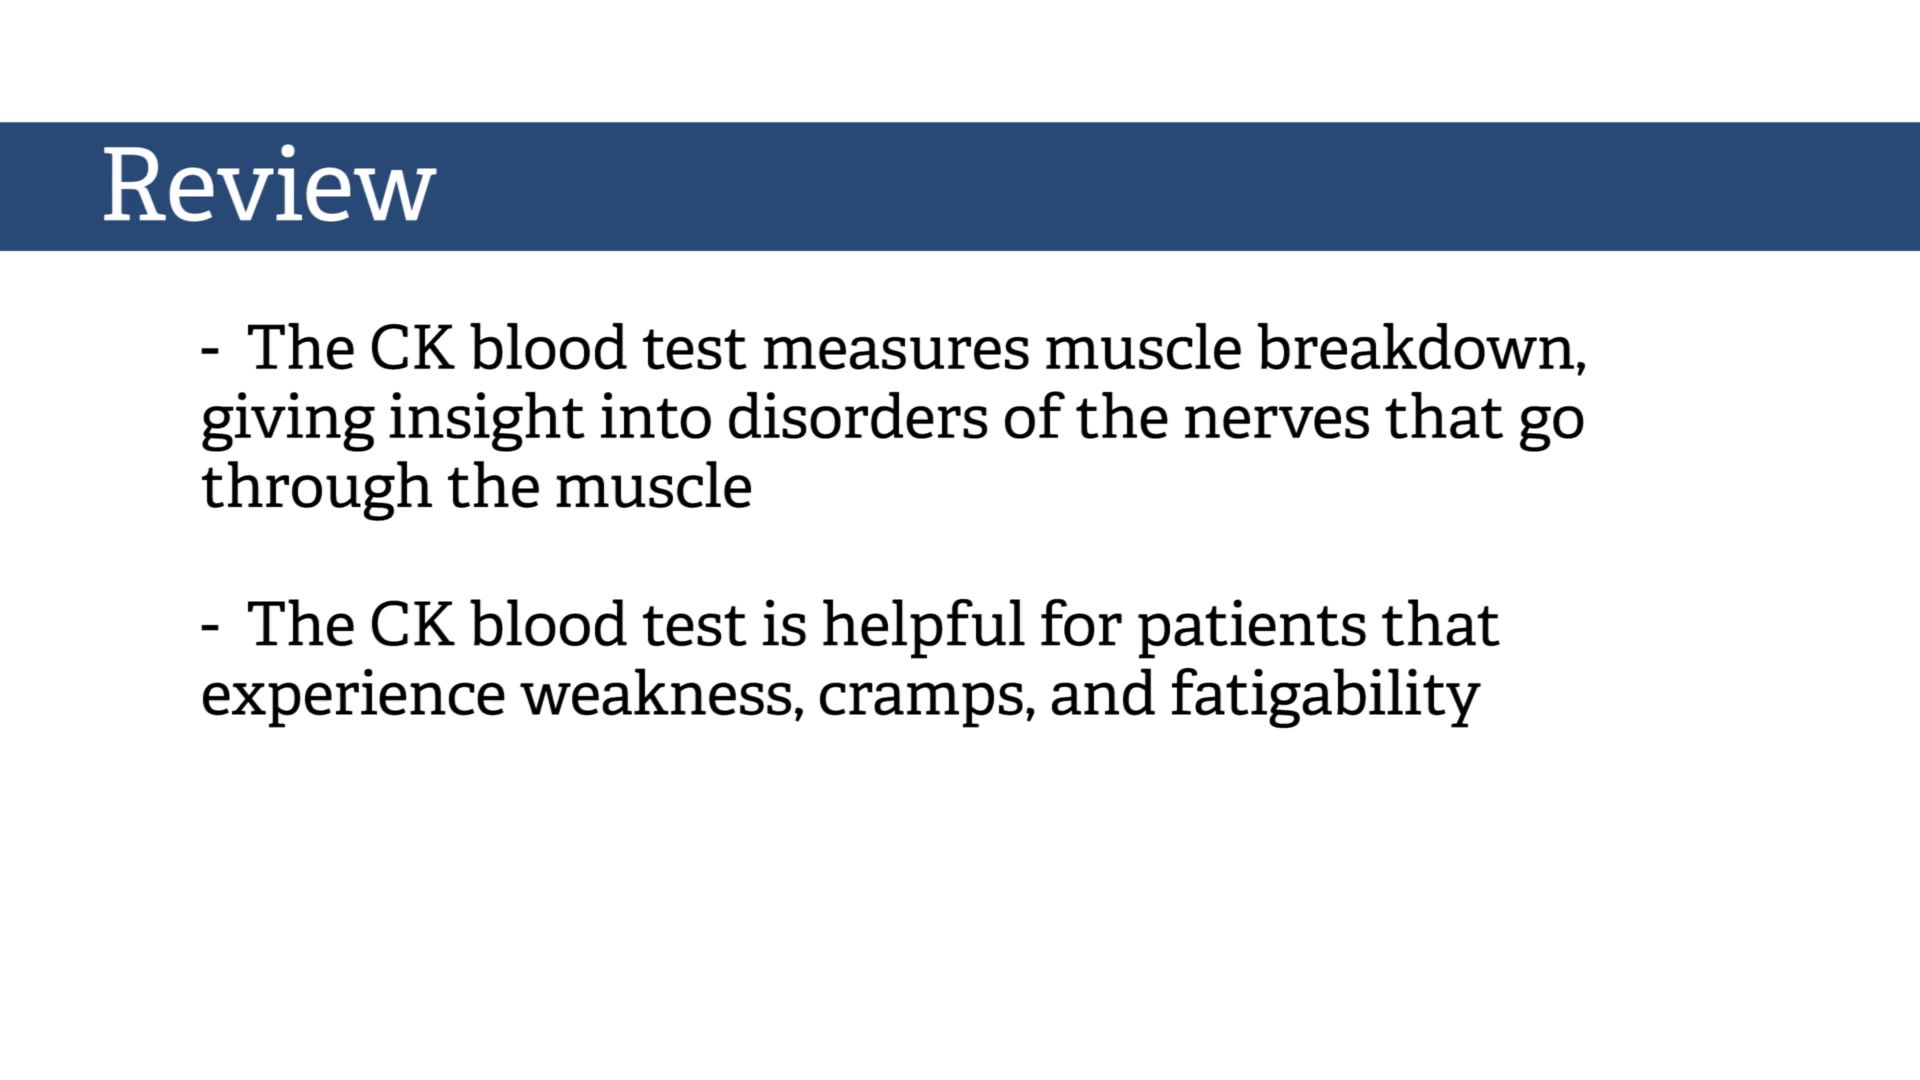 Review
- The CK blood test measures muscle breakdown,
giving insight into disorders of the nerves that go
through the muscle
- The CK blood test is helpful for patients that
experience weakness, cramps, and fatigability